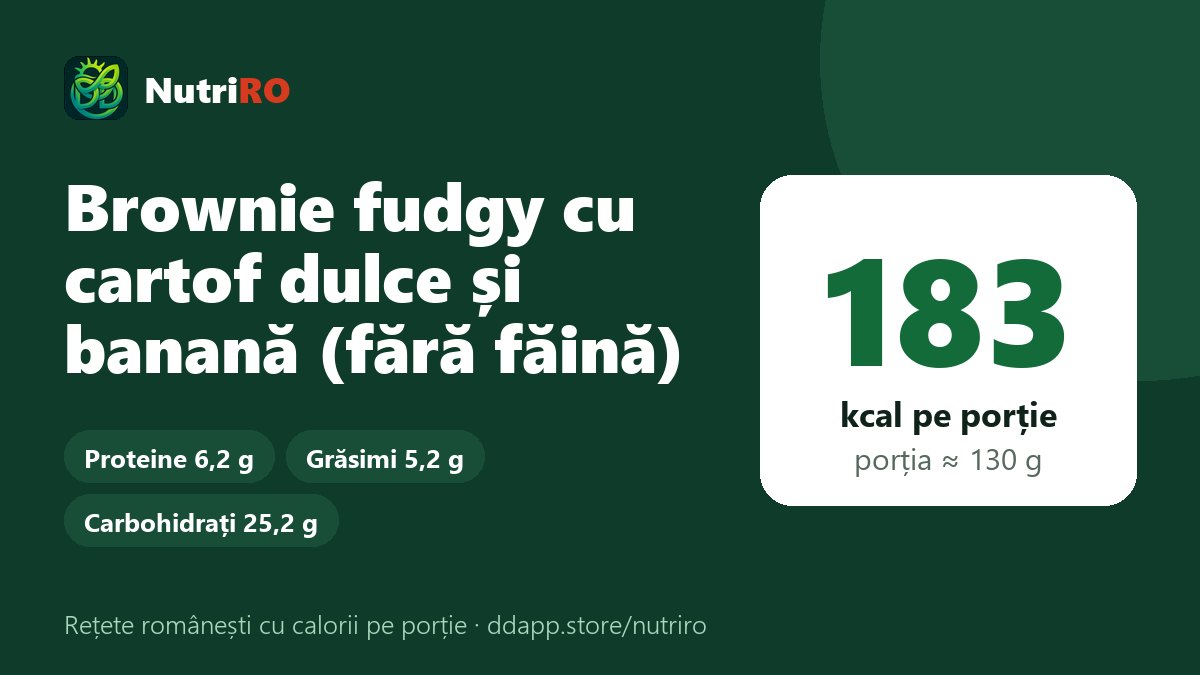 NutriRO
Brownie fudgy cu
cartof dulce și
banană (fără făină)
Proteine 6,2 g
Grăsimi 5,2 g
Carbohidrați 25,2 g
183
kcal pe porție
porția ≈ 130 g
Rețete românești cu calorii pe porție · ddapp.store/nutriro